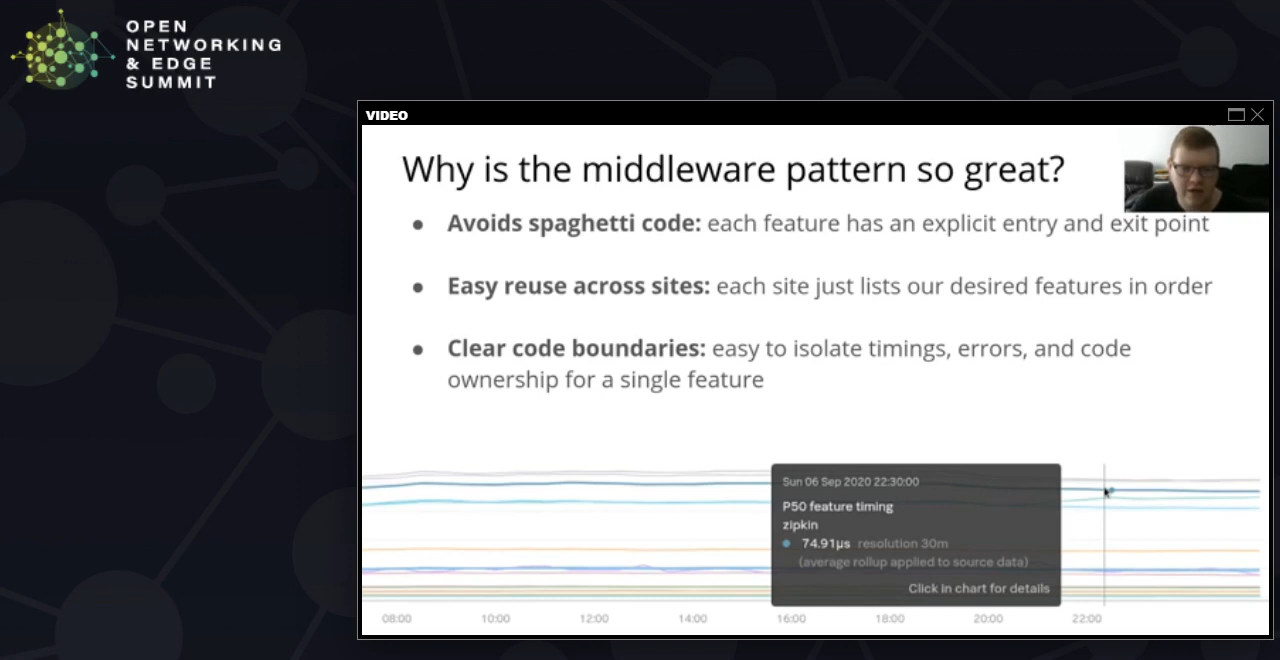 OPEN
NETWORKING
& EDGE
SUMMIT
VIDEO
Why is the middleware pattern so great?
● Avoids spaghetti code: each feature has an explicit entry and exit point
● Easy reuse across sites: each site just lists our desired features in order
● Clear code boundaries: easy to isolate timings, errors, and code
ownership for a single feature
Sun 06 Sep 2020 22:30:00
P50 feature timing
zipkin
74.91µs resolution 30m
(average rollup applied to source data)
Click in chart for details
08:00 10:00 12:00 14:00 16:00 18:00 20:00 22:00